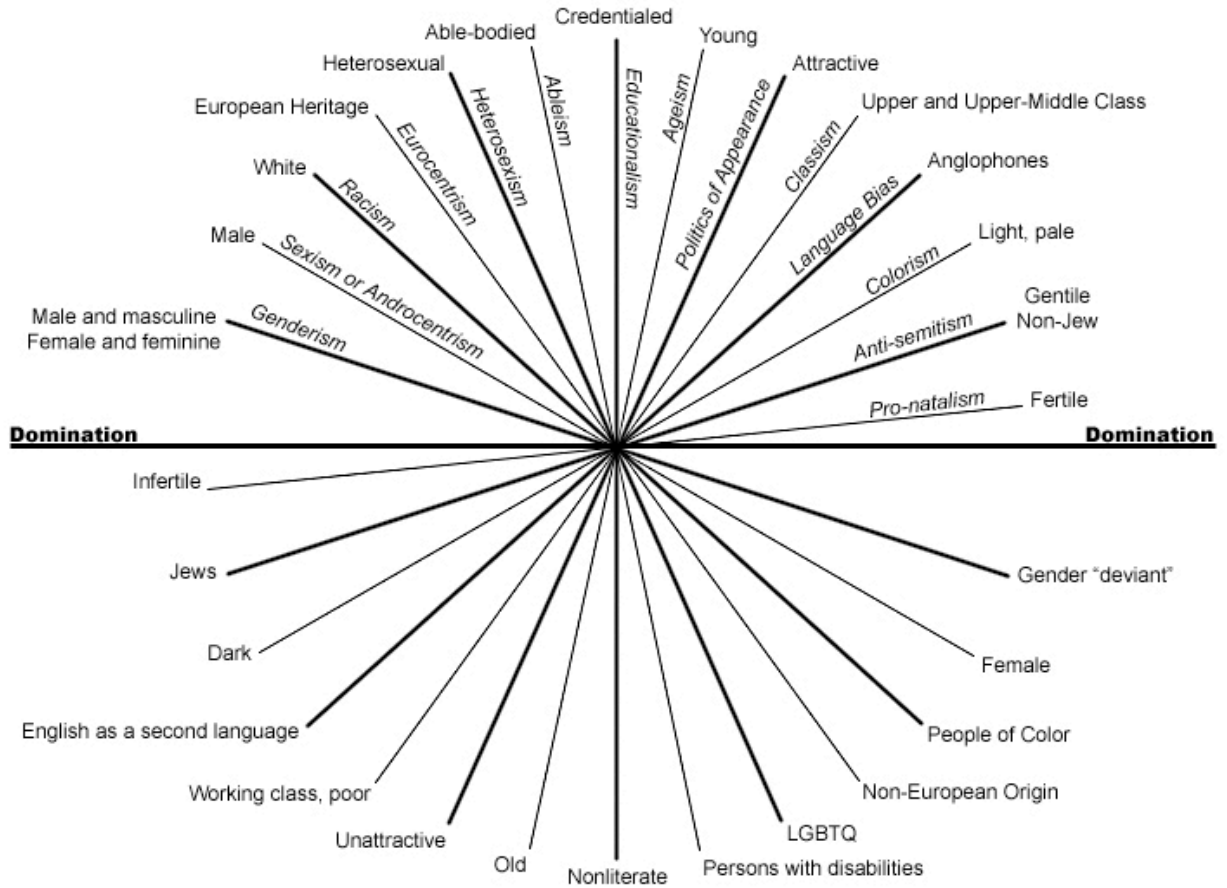 Credentialed
Able-bodied
Young
Heterosexual
Attractive
European Heritage
Upper and Upper-Middle Class
White
Anglophones
Male
Light, pale
Male and masculine
Female and feminine
Gentile
Non-Jew
Fertile
Genderism
Sexism or Androcentrism
Racism
Eurocentrism
Heterosexism
Ableism
Educationalism
Ageism
Politics of Appearance
Classism
Language Bias
Colorism
Anti-semitism
Pro-natalism
Domination
Domination
Infertile
Jews
Gender “deviant”
Dark
Female
English as a second language
People of Color
Working class, poor
Non-European Origin
Unattractive
LGBTQ
Old
Persons with disabilities
Nonliterate